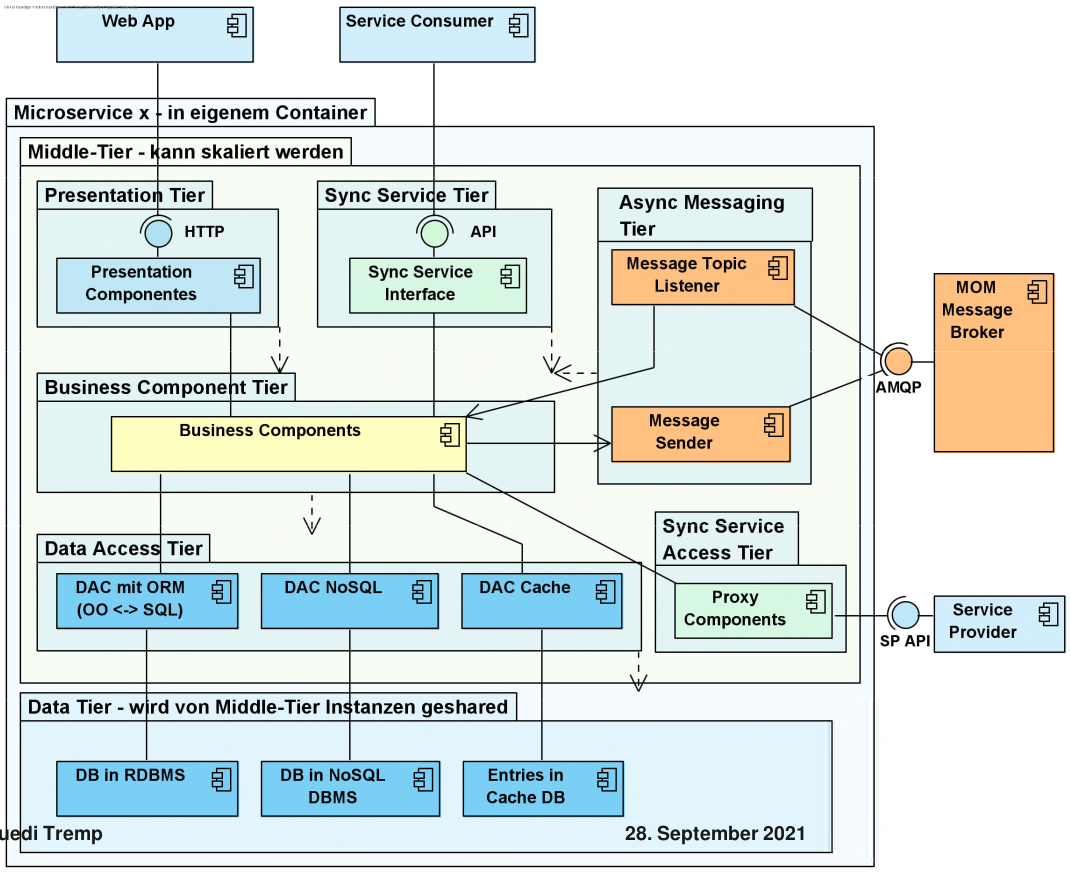 Web App
Service Consumer
Microservice x - in eigenem Container
Middle-Tier - kann skaliert werden
Presentation Tier
Sync Service Tier
Async Messaging
Tier
HTTP
API
Presentation
Componentes
Sync Service
Interface
Message Topic
Listener
MOM
Message
Broker
AMQP
Business Component Tier
Business Components
Message
Sender
Sync Service
Access Tier
Data Access Tier
DAC mit ORM
(OO <-> SQL)
DAC NoSQL
DAC Cache
Proxy
Components
SP API
Service
Provider
Data Tier - wird von Middle-Tier Instanzen geshared
DB in RDBMS
DB in NoSQL
DBMS
Entries in
Cache DB
uedi Tremp
28. September 2021